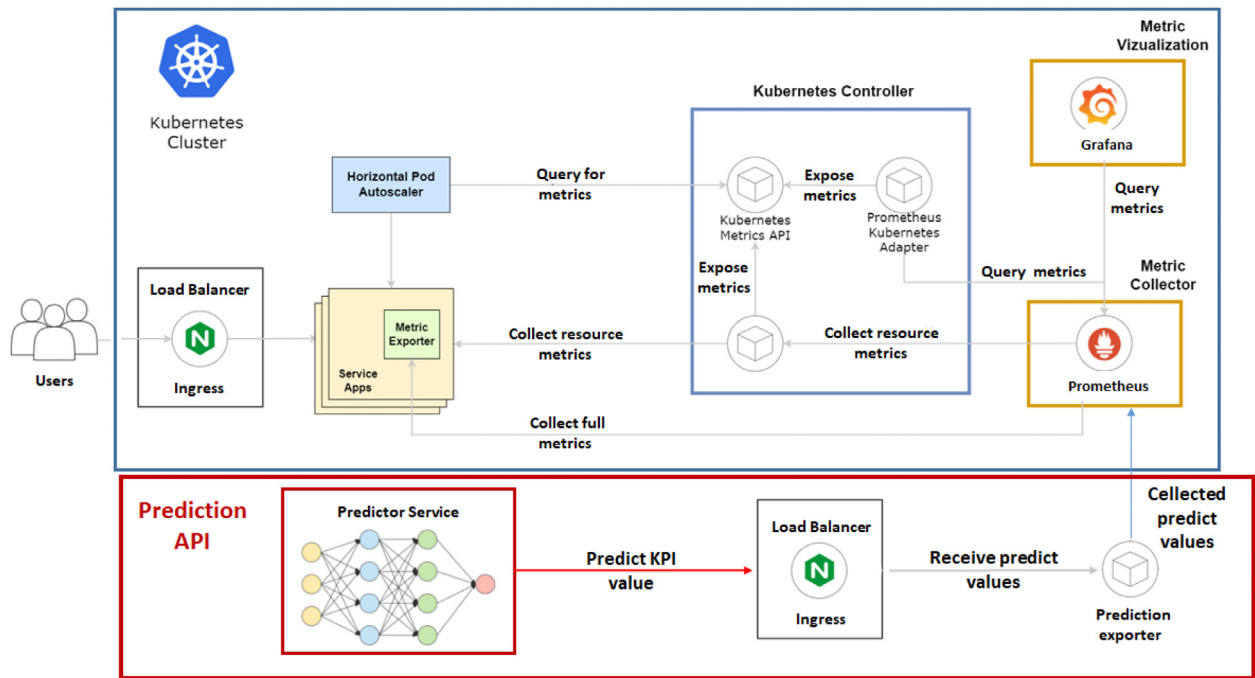 Metric
Vizualization
Kubernetes
Cluster
Kubernetes Controller
Grafana
Horizontal Pod
Autoscaler
Query for
metrics
Expose
metrics
Kubernetes
Metrics API
Prometheus
Kubernetes
Adapter
Query
metrics
Expose
metrics
Query metrics
Metric
Collector
Load Balancer
N
Ingress
Users
Metric
Exporter
Service
Apps
Collect resource
metrics
Collect resource
metrics
Prometheus
Collect full
metrics
Prediction
API
Predictor Service
Predict KPI
value
Load Balancer
N
Ingress
Receive predict
values
Cellected
predict
values
Prediction
exporter